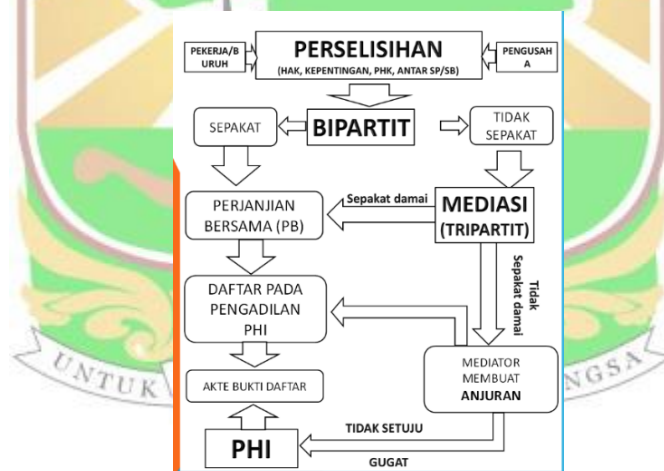 PEKERJA/B
URUH
PERSELISIHAN
(HAK, KEPENTINGAN, PHK, ANTAR SP/SB)
PENGUSAH
A
SEPAKAT
BIPARTIT
TIDAK
SEPAKAT
PERJANJIAN
BERSAMA (PB)
Sepakat damai
MEDIASI
(TRIPARTIT)
Tidak
Sepakat damai
DAFTAR PADA
PENGADILAN
PHI
MEDIATOR
MEMBUAT
ANJURAN
AKTE BUKTI DAFTAR
TIDAK SETUJU
PHI
GUGAT
UNTUK
NGSA